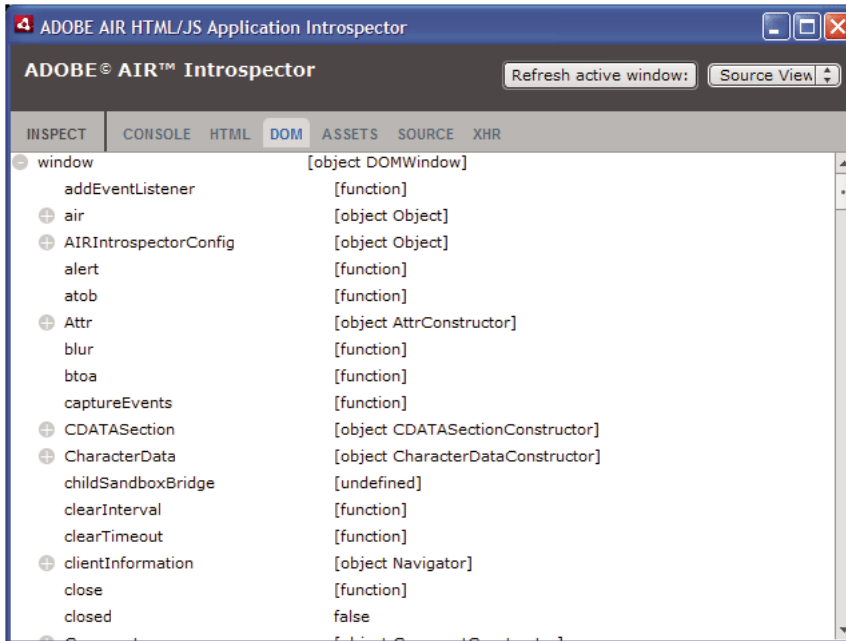 ADOBE AIR HTML/JS Application Introspector
ADOBE© AIR™ Introspector
Refresh active window: Source View
INSPECT CONSOLE HTML DOM ASSETS SOURCE XHR
window [object DOMWindow]
addEventListener [function]
air [object Object]
AIRIntrospectorConfig [object Object]
alert [function]
atob [function]
Attr [object AttrConstructor]
blur [function]
btoa [function]
captureEvents [function]
CDATASection [object CDATASectionConstructor]
CharacterData [object CharacterDataConstructor]
childSandboxBridge [undefined]
clearInterval [function]
clearTimeout [function]
clientInformation [object Navigator]
close [function]
closed false